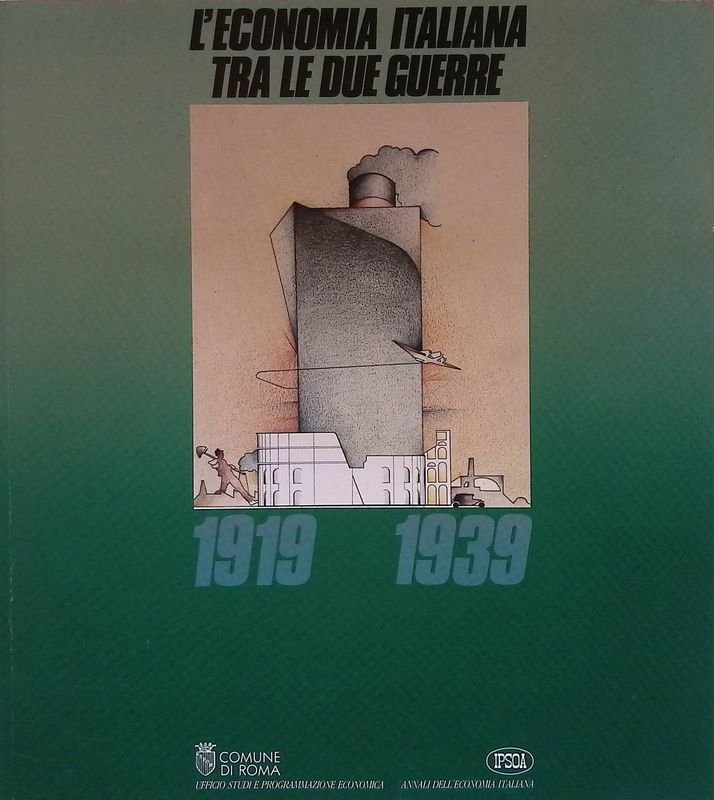 L'ECONOMIA ITALIANA
TRA LE DUE GUERRE
1919 1939
COMUNE
DI ROMA
UFFICIO STUDI E PROGRAMMAZIONE ECONOMICA
IPSOA
ANNALI DELL'ECONOMIA ITALIANA